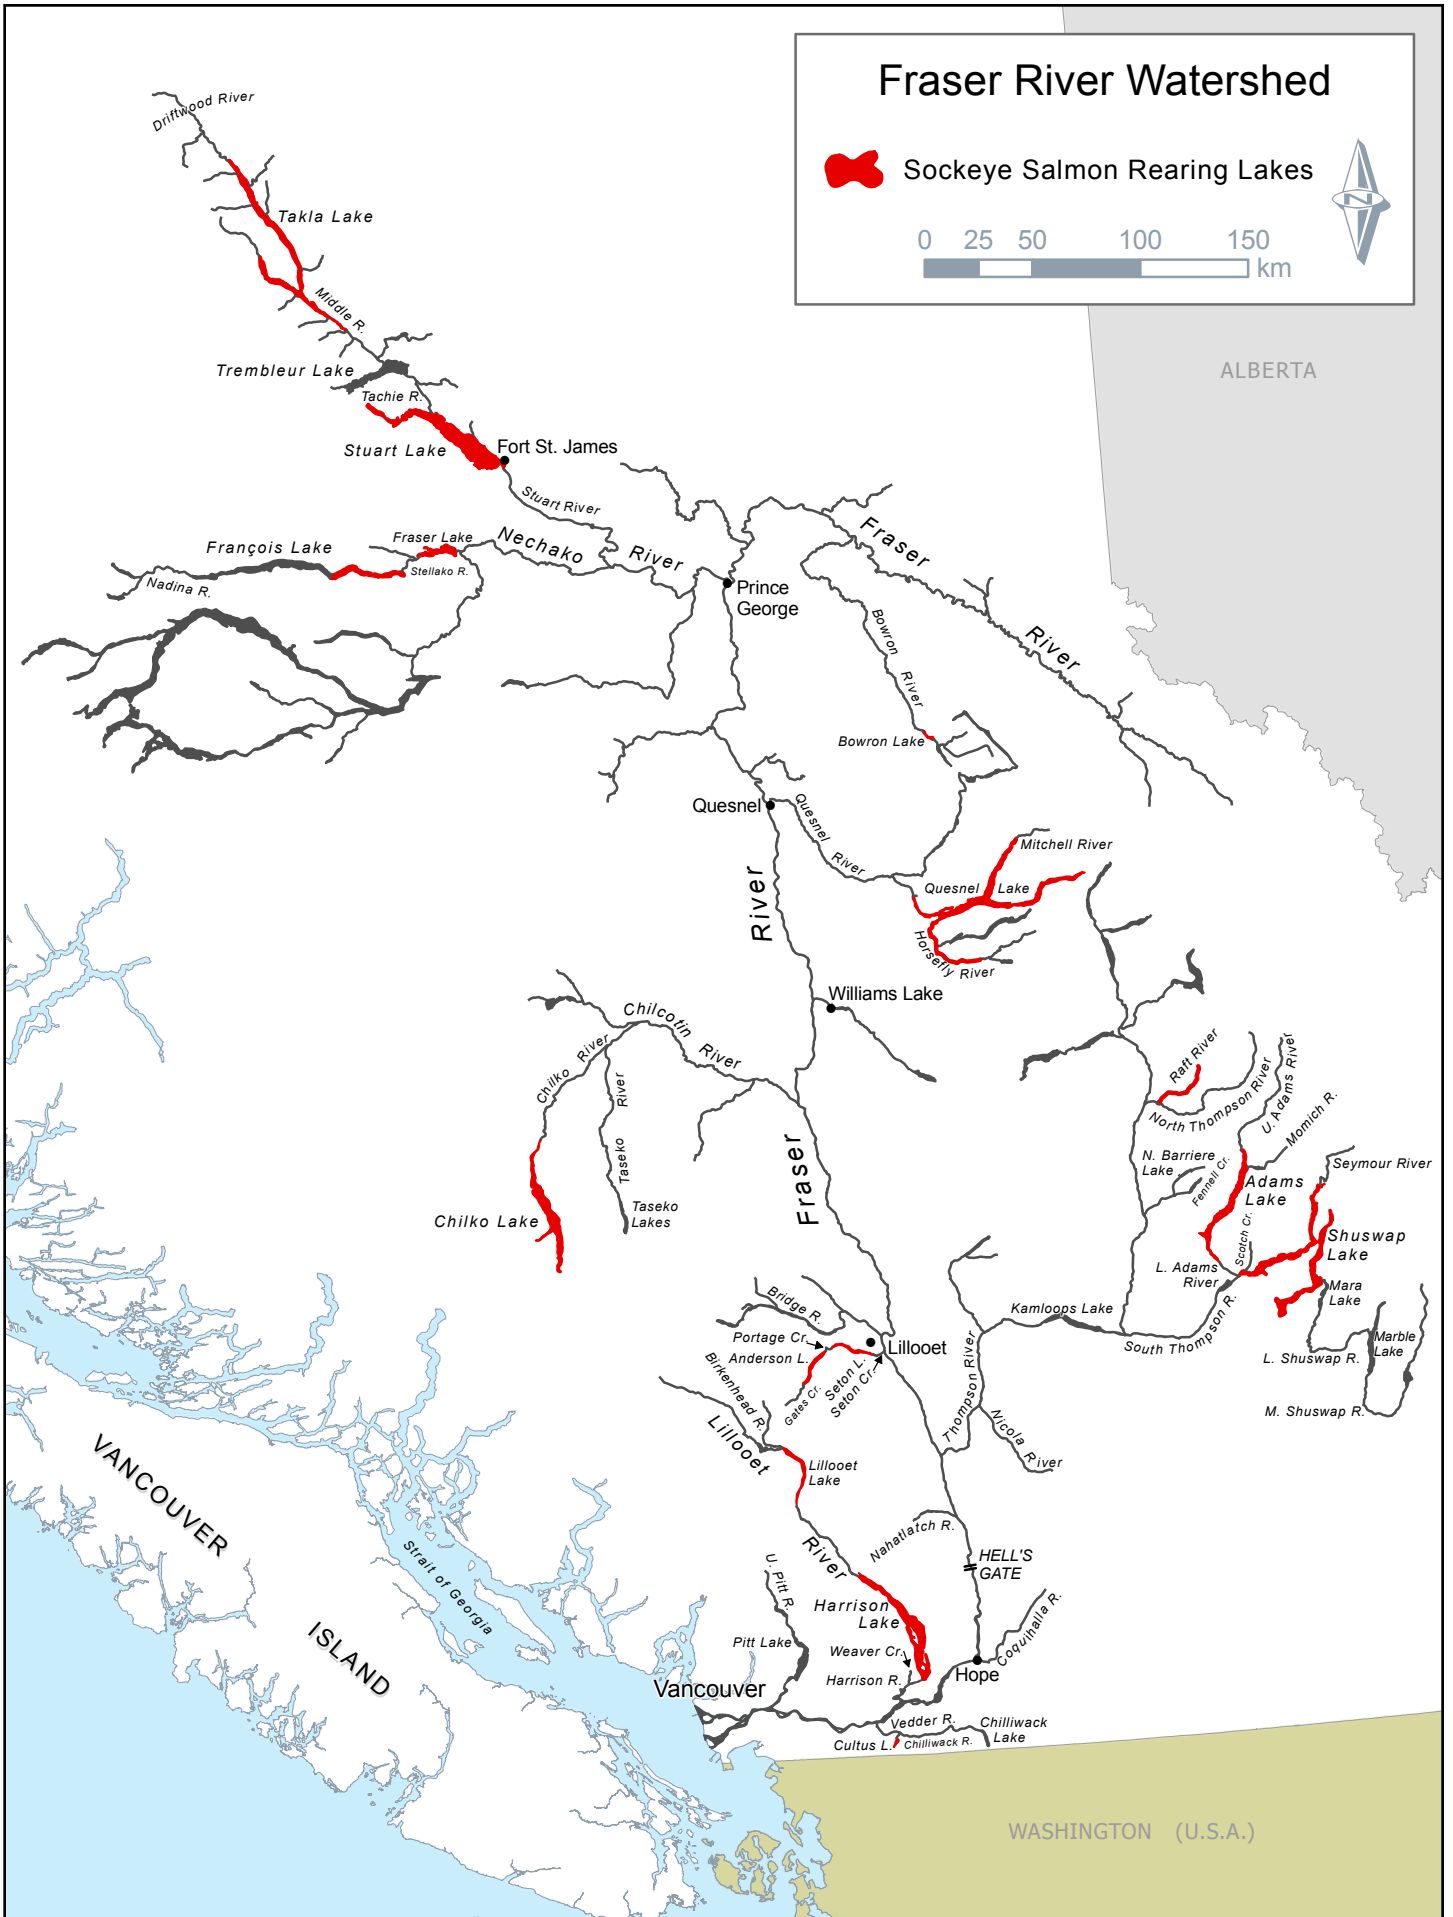 Fraser River Watershed
Sockeye Salmon Rearing Lakes
N
0 25 50 100 150
km
ALBERTA
Driftwood River
Takla Lake
Middle R.
Trembleur Lake
Tachie R.
Stuart Lake
Fort St. James
Stuart River
Fraser Lake
François Lake
Stellako R.
Nadina R.
Nechako
River
Prince
George
Fraser
River
Bowron
River
Bowron Lake
Quesnel
Quesnel
River
Mitchell River
Quesnel Lake
Horsefly River
River
Williams Lake
Chilcotin
River
Chilko River
Taseko River
Taseko
Lakes
Chilko Lake
Fraser
Raft River
North Thompson River
U. Adams River
Momich R.
N. Barriere
Lake
Fennell Cr.
Adams
Lake
Seymour River
Scotch Cr.
Shuswap
Lake
L. Adams
River
Mara
Lake
Kamloops Lake
South Thompson R.
L. Shuswap R.
Marble
Lake
M. Shuswap R.
Bridge R.
Portage Cr.
Anderson L.
Lillooet
Seton L.
Seton Cr.
Gates Cr.
Birkenhead R.
Thompson River
Nicola River
Lillooet
Lillooet
Lake
River
Nahatlatch R.
HELL'S
GATE
U. Pitt R.
Pitt Lake
Harrison
Lake
Weaver Cr.
Harrison R.
Hope
Coquihalla R.
Vancouver
Vedder R.
Chilliwack
Lake
Cultus L.
Chilliwack R.
VANCOUVER
ISLAND
Strait of Georgia
WASHINGTON (U.S.A.)